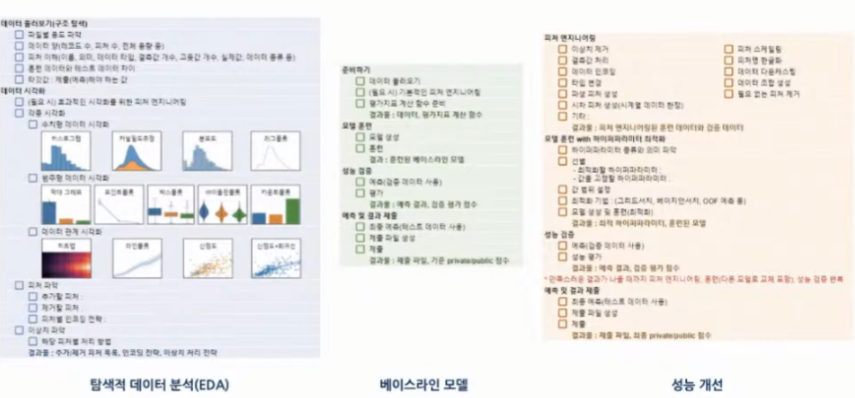 데이터 둘러보기(구조 탐색)
파일별 용도 파악
데이터 양(레코드 수, 피처 수, 전체 용량 등)
피처 이해(이름, 의미, 데이터 타입, 결측값 개수, 고윳값 개수, 실제값, 데이터 종류 등)
훈련 데이터와 테스트 데이터 차이
타깃값 : 제출(예측)해야 하는 값
데이터 시각화
(필요 시) 효과적인 시각화를 위한 피처 엔지니어링
각종 시각화
수치형 데이터 시각화
히스토그램
커널밀도추정
분포도
러그플롯
범주형 데이터 시각화
막대 그래프
포인트플롯
박스플롯
바이올린플롯
카운트플롯
데이터 관계 시각화
히트맵
라인플롯
산점도
산점도+회귀선
피처 파악
추가할 피처 :
제거할 피처 :
피처별 인코딩 전략 :
이상치 파악
해당 피처별 처리 방법
결과물 : 추가/제거 피처 목록, 인코딩 전략, 이상치 처리 전략
탐색적 데이터 분석(EDA)
준비하기
데이터 둘러보기
(필요 시) 기본적인 피처 엔지니어링
평가지표 계산 함수 준비
결과물 : 데이터, 평가지표 계산 함수
모델 훈련
모델 생성
훈련
결과 : 훈련된 베이스라인 모델
성능 검증
예측(검증 데이터 사용)
평가
결과물 : 예측 결과, 검증 평가 점수
예측 및 결과 제출
최종 예측(테스트 데이터 사용)
제출 파일 생성
제출
결과물 : 제출 파일, 기준 private/public 점수
베이스라인 모델
피처 엔지니어링
이상치 제거
결측값 처리
데이터 인코딩
타입 변경
파생 피처 생성
시차 피처 생성(시계열 데이터 한정)
기타 :
피처 스케일링
피처명 한글화
데이터 다운캐스팅
데이터 조합 생성
필요 없는 피처 제거
결과물 : 피처 엔지니어링된 훈련 데이터와 검증 데이터
모델 훈련 with 하이퍼파라미터 최적화
하이퍼파라미터 종류와 의미 파악
선별
- 최적화할 하이퍼파라미터 :
- 값을 고정할 하이퍼파라미터 :
값 범위 설정
최적화 기법 : (그리드서치, 베이지안서치, OOF 예측 등)
모델 생성 및 훈련(최적화)
결과물 : 최적 하이퍼파라미터, 훈련된 모델
성능 검증
예측(검증 데이터 사용)
성능 평가
결과물 : 예측 결과, 검증 평가 점수
* 만족스러운 결과가 나올 때까지 피처 엔지니어링, 훈련(다른 모델로 교체 포함), 성능 검증 반복
예측 및 결과 제출
최종 예측(테스트 데이터 사용)
제출 파일 생성
제출
결과물 : 제출 파일, 최종 private/public 점수
성능 개선